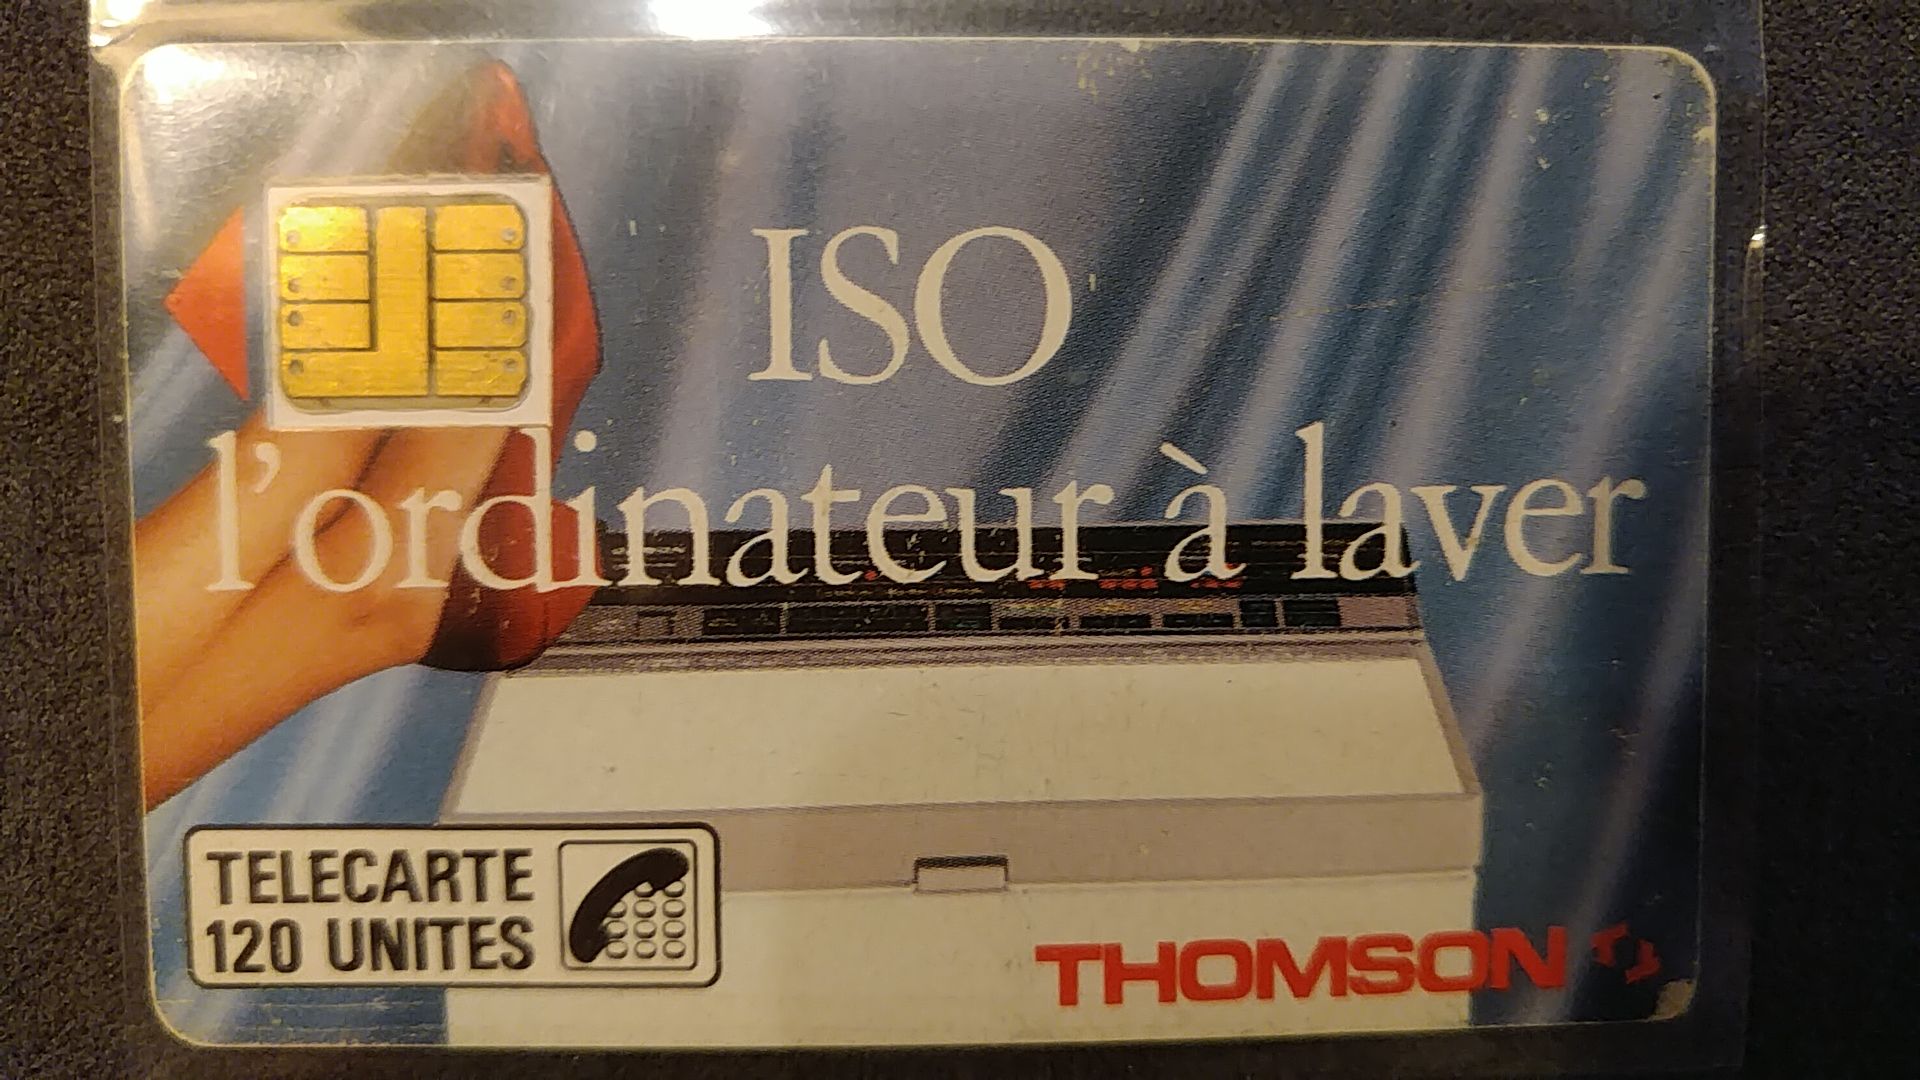 ISO
l'ordinateur à laver
TELECARTE
120 UNITES
THOMSON